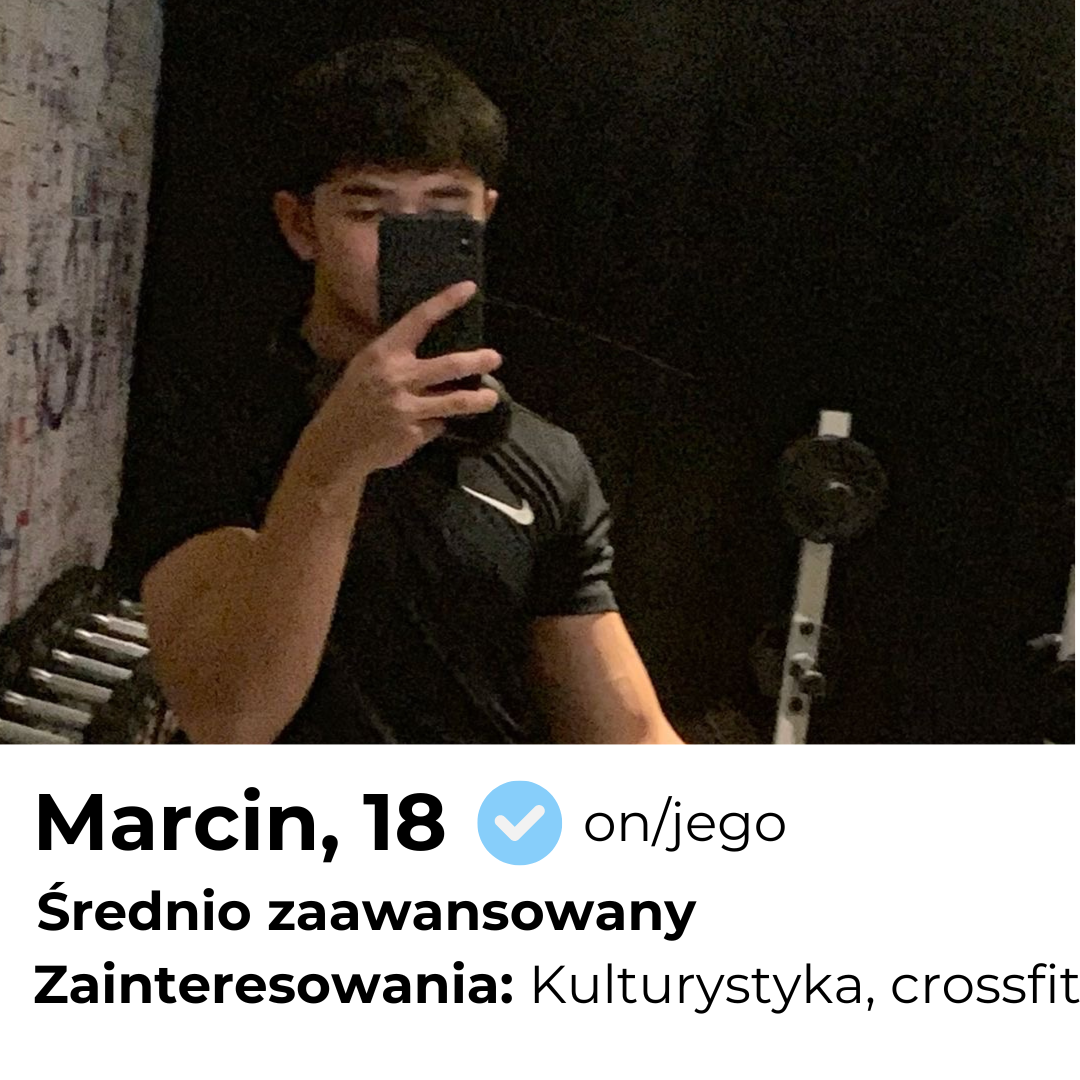 Marcin, 18 on/jego
Średnio zaawansowany
Zainteresowania: Kulturystyka, crossfit